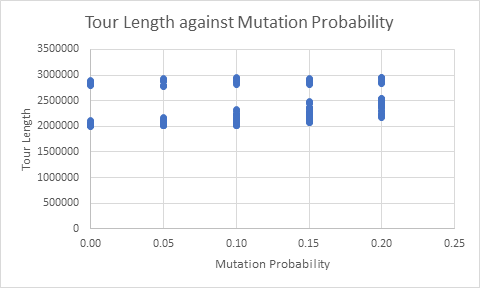 Tour Length against Mutation Probability
3500000
3000000
2500000
2000000
1500000
1000000
500000
0
Tour Length
0.00 0.05 0.10 0.15 0.20 0.25
Mutation Probability